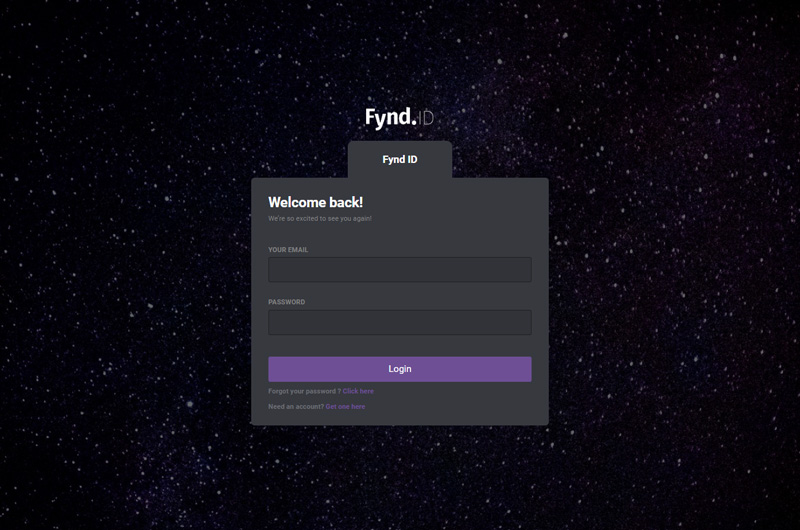 Fynd.ID
Fynd ID
Welcome back!
We're so excited to see you again!
YOUR EMAIL
PASSWORD
Login
Forgot your password ? Click here
Need an account? Get one here